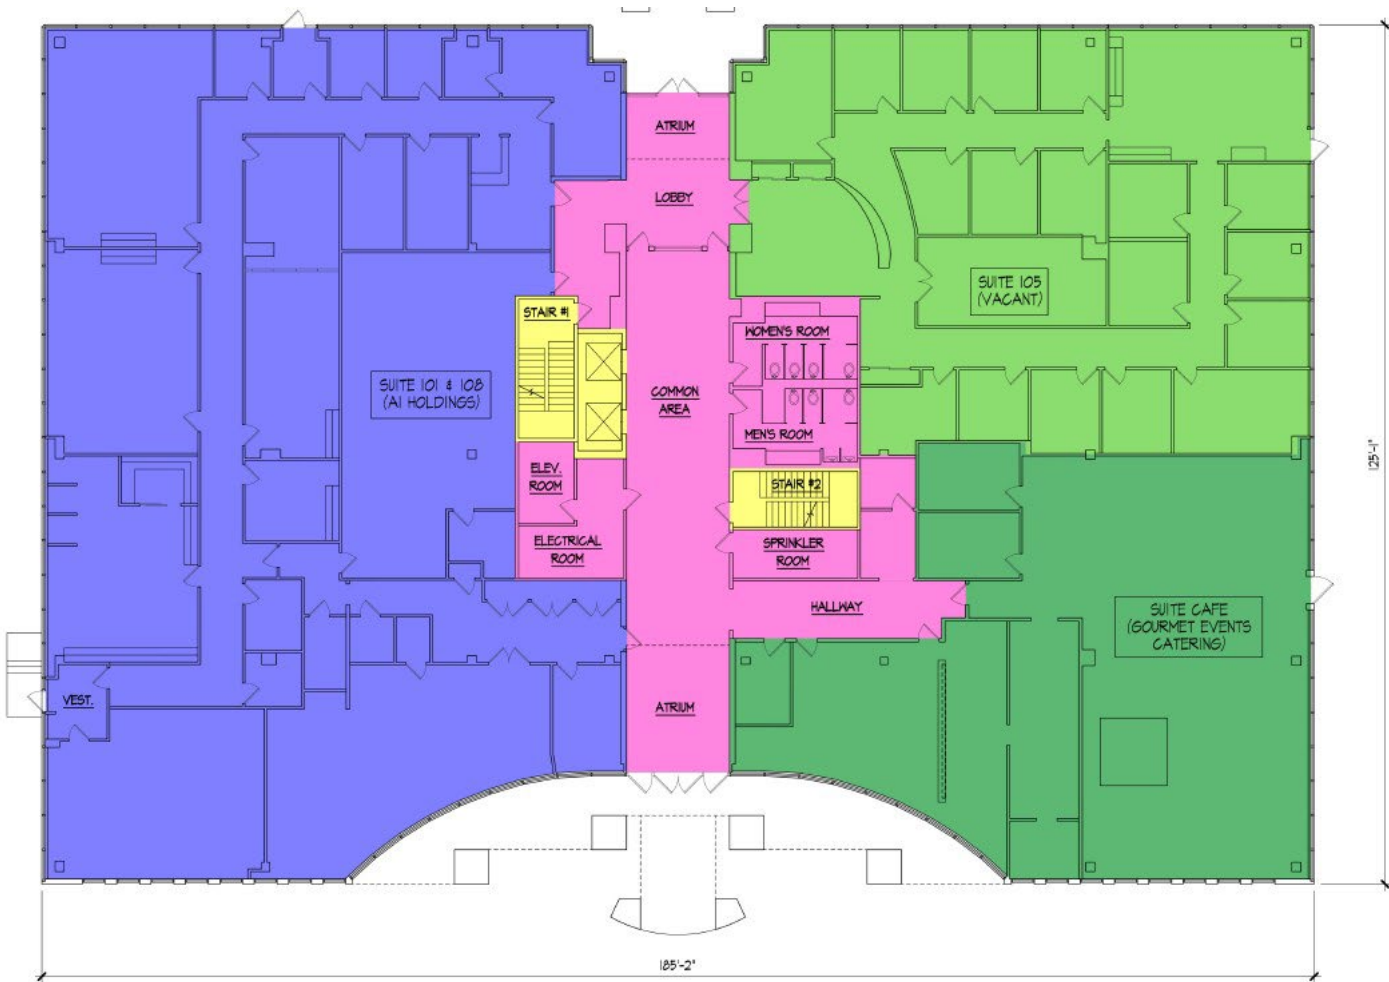 ATRIUM
LOBBY
STAIR #1
WOMEN'S ROOM
SUITE 105
(VACANT)
SUITE 101 & 108
(AI HOLDINGS)
COMMON
AREA
MEN'S ROOM
ELEV.
ROOM
STAIR #2
ELECTRICAL
ROOM
SPRINKLER
ROOM
HALLWAY
SUITE CAFE
(GOURMET EVENTS
CATERING)
VEST.
ATRIUM
125'-1"
185'-2"